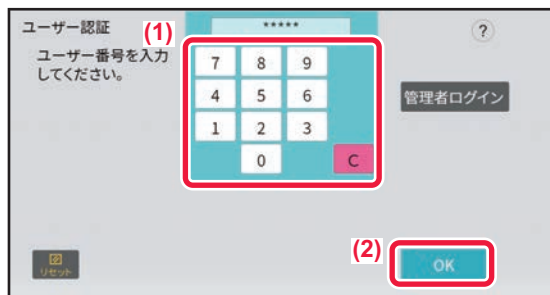 ユーザー認証
(1)
*****
?
ユーザー番号を入力
してください。
7 8 9
4 5 6
管理者ログイン
1 2 3
0 C
(2)
リセット
OK